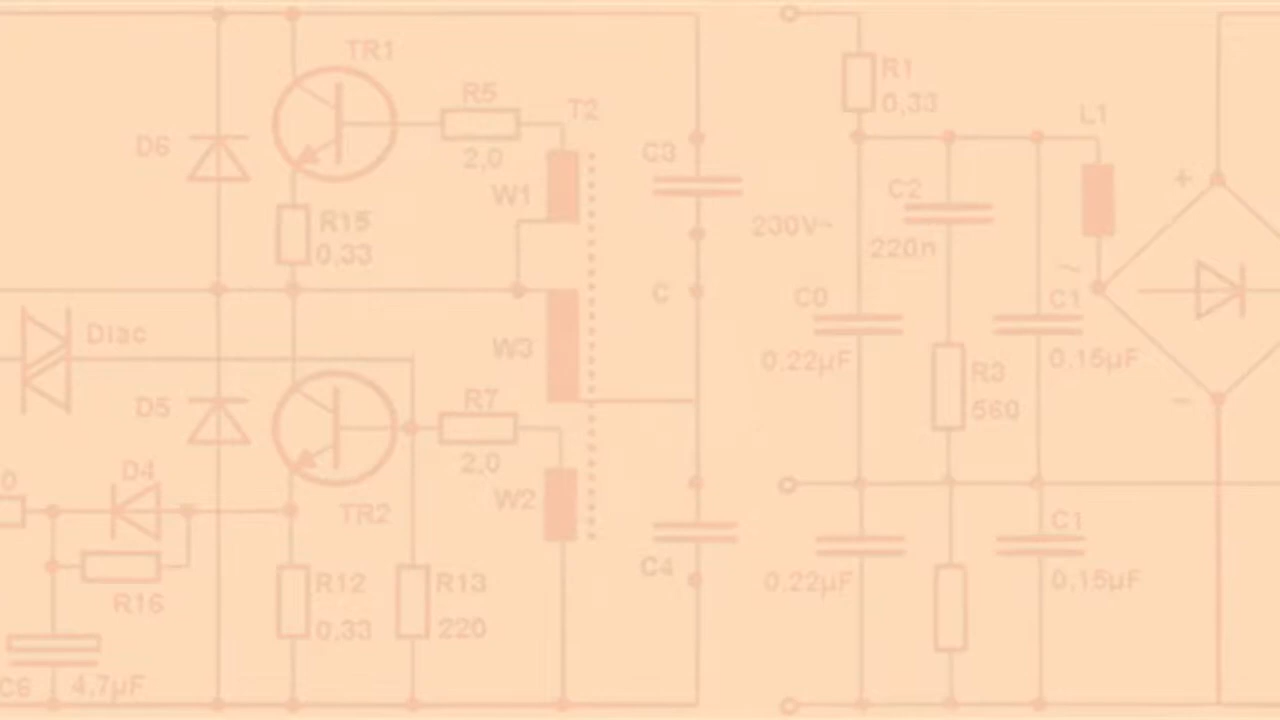 TR1
R5
2,0
T2
D6
W1
R15
0,33
C3
230V~
C
R1
0,33
L1
C2
220n
+
~
C0
0.22µF
C1
0.15µF
R3
560
−
Diac
W3
D5
R7
2,0
W2
TR2
D4
0
R16
C6
4,7µF
R12
0,33
R13
220
C4
0.22µF
C1
0,15µF